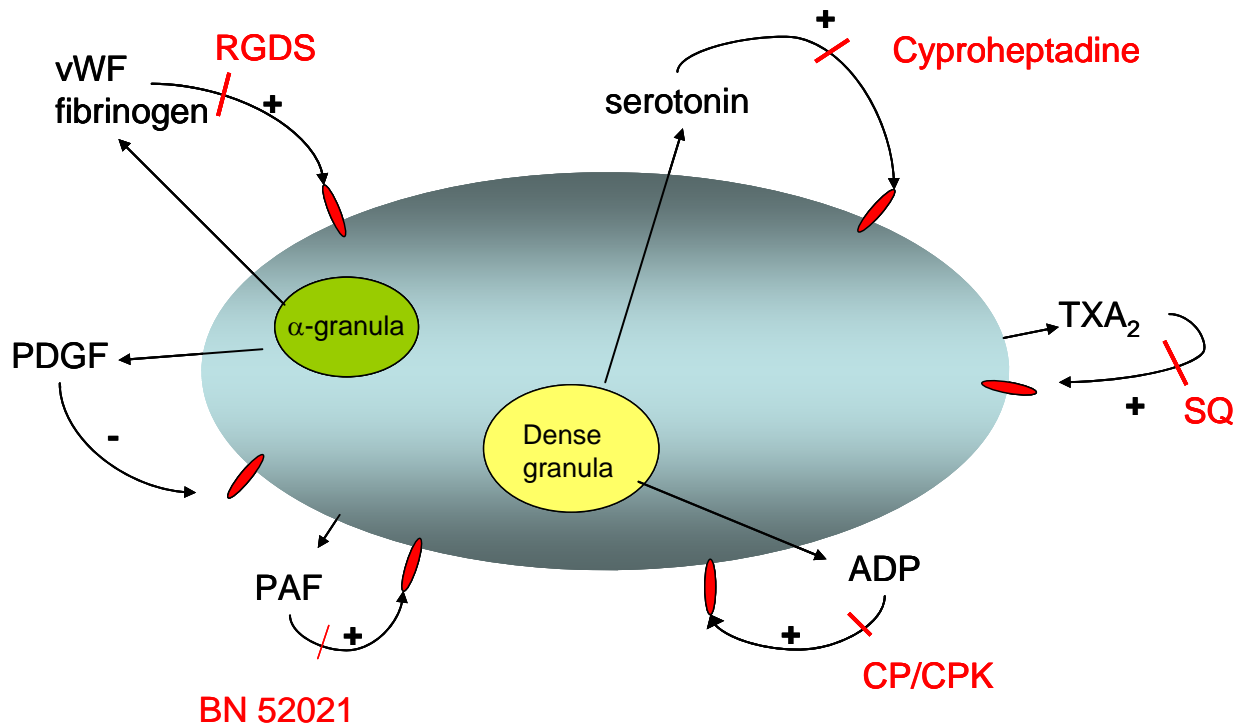 +
RGDS
Cyproheptadine
vWF
fibrinogen
+
serotonin
α-granula
TXA₂
PDGF
+
SQ
-
Dense
granula
ADP
PAF
+
+
CP/CPK
BN 52021